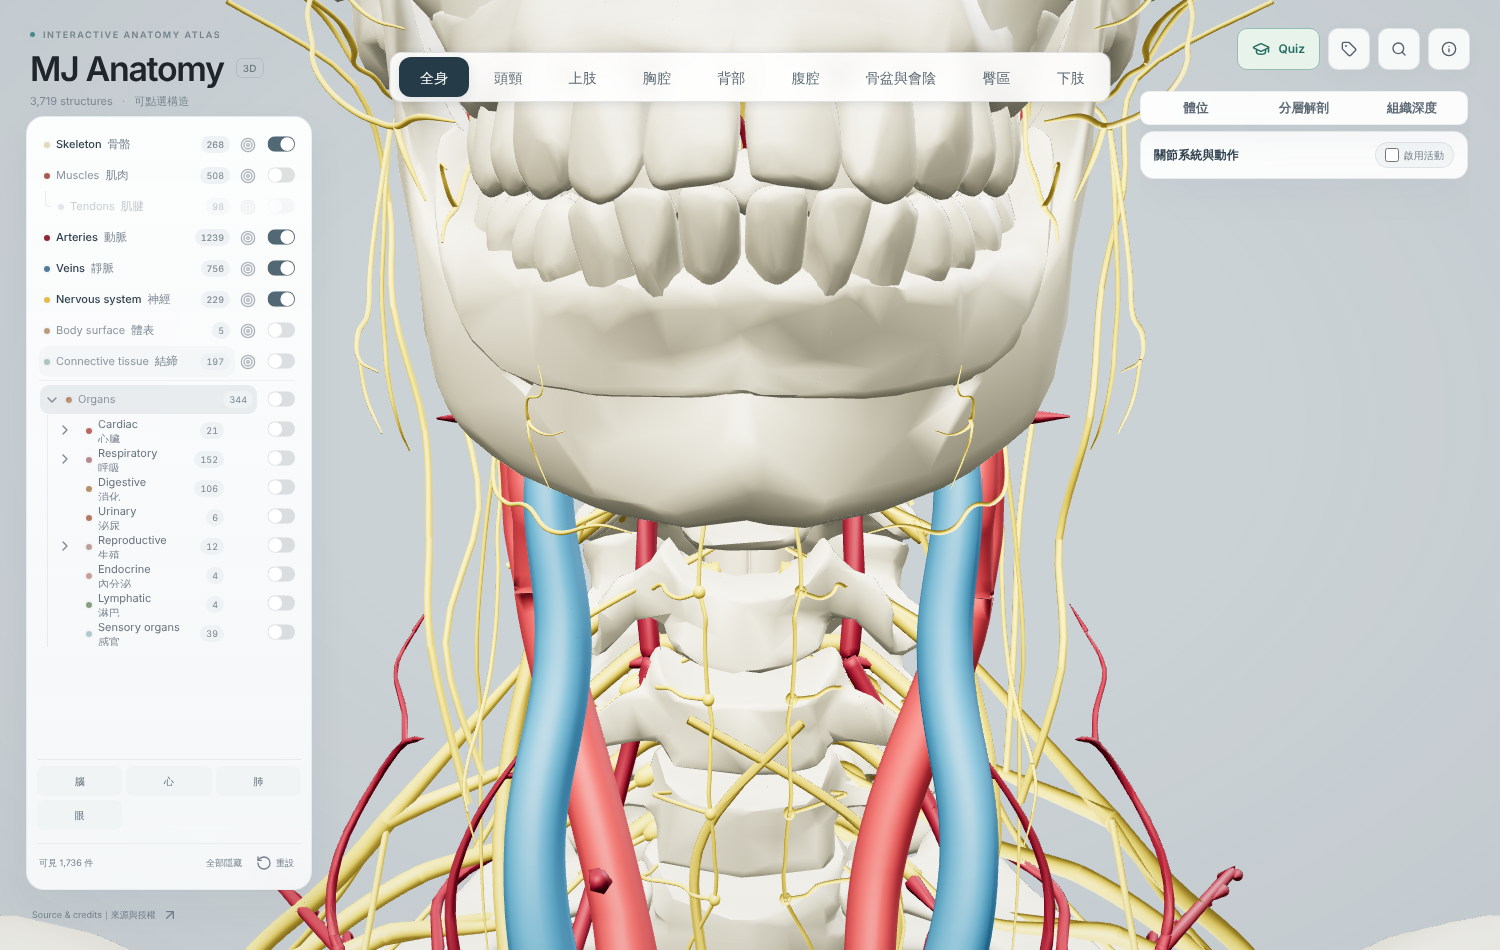 INTERACTIVE ANATOMY ATLAS
MJ Anatomy 3D
3,719 structures · 可點選構造
全身 頭頸 上肢 胸腔 背部 腹腔 骨盆與會陰 臀區 下肢
Quiz
體位 分層解剖 組織深度
關節系統與動作 啟用活動
Skeleton 骨骼 268
Muscles 肌肉 508
Tendons 肌腱 98
Arteries 動脈 1239
Veins 靜脈 756
Nervous system 神經 229
Body surface 體表 5
Connective tissue 結締 197
Organs 344
Cardiac 21
心臟
Respiratory 152
呼吸
Digestive 106
消化
Urinary 6
泌尿
Reproductive 12
生殖
Endocrine 4
內分泌
Lymphatic 4
淋巴
Sensory organs 39
感官
腦 心 肺
眼
可見 1,736 件 全部隱藏 重設
Source & credits | 來源與授權